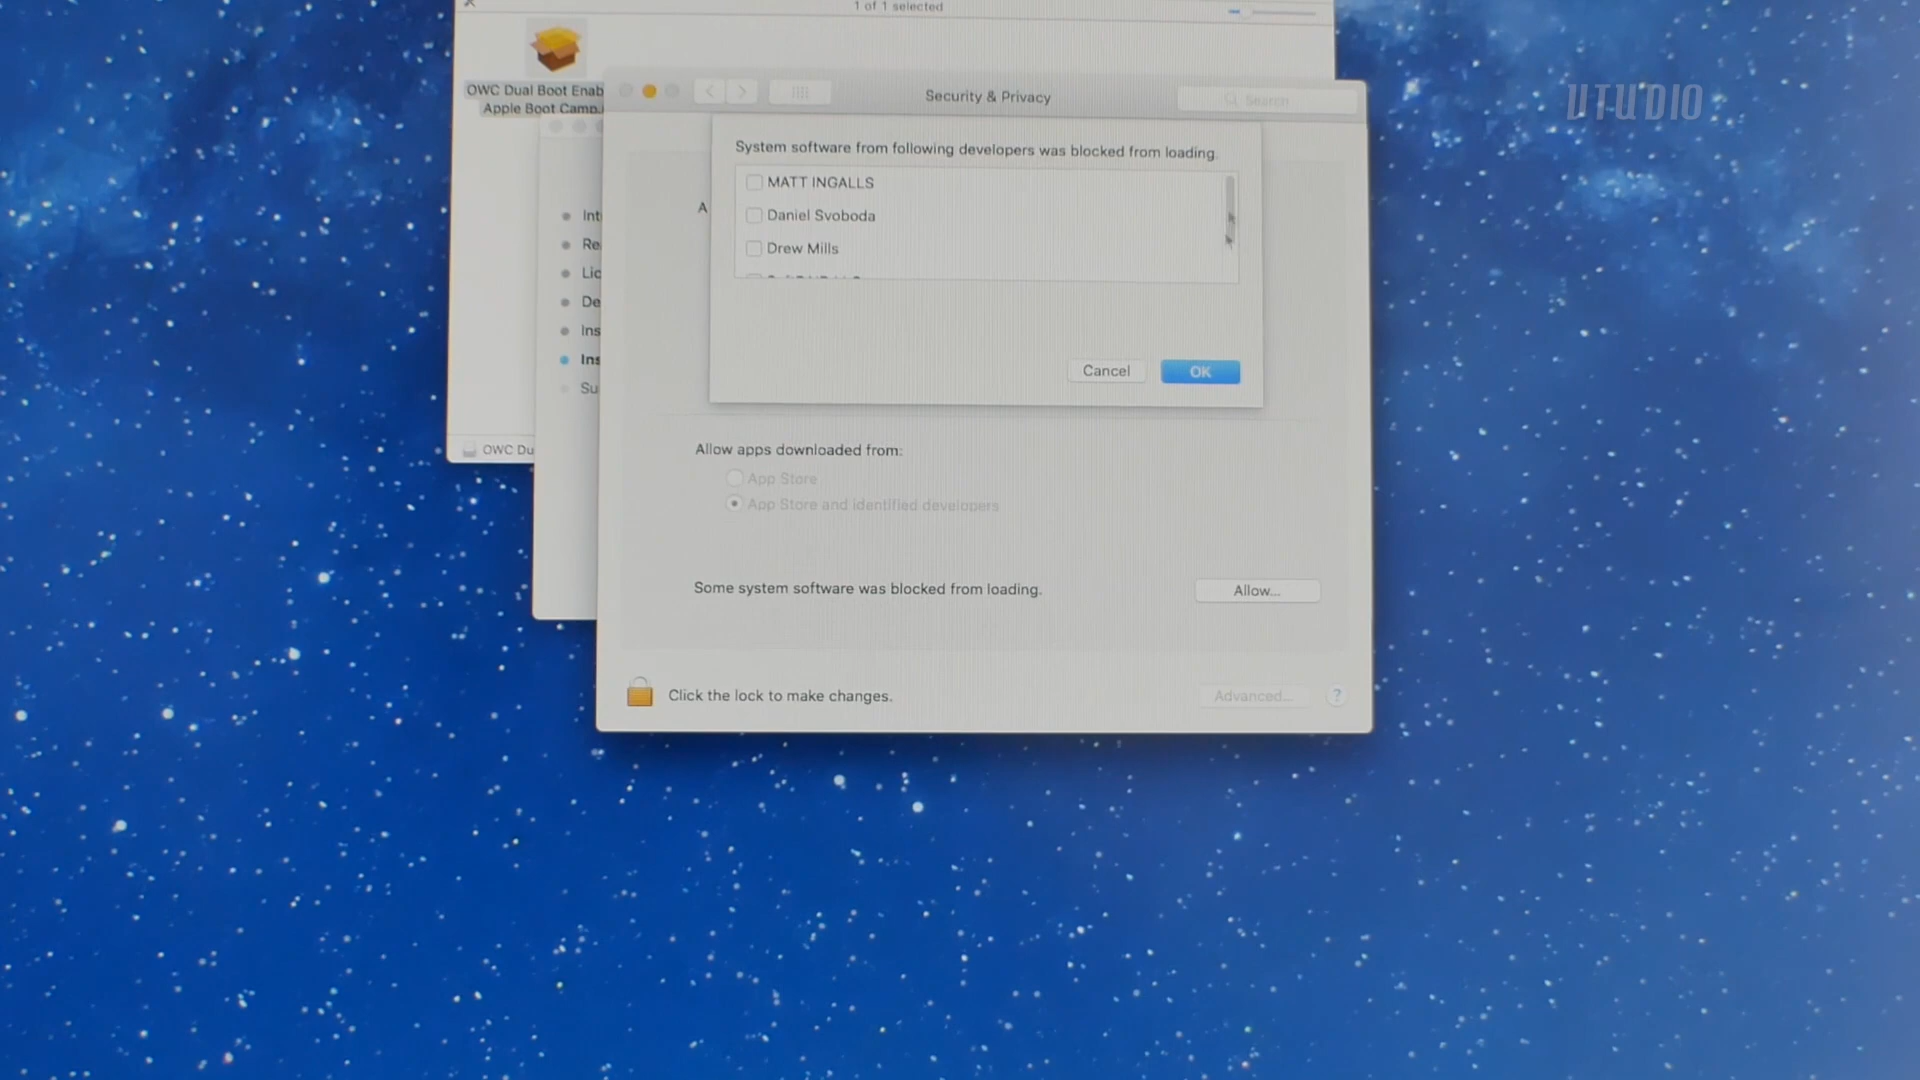 1 of 1 selected
OWC Dual Boot Enab
Apple Boot Camp.
Security & Privacy
Search
UTUDIO
System software from following developers was blocked from loading.
MATT INGALLS
Daniel Svoboda
Drew Mills
A
Int
Re
Lic
De
Ins
Ins
Su
Cancel
OK
OWC Du
Allow apps downloaded from:
App Store
App Store and identified developers
Some system software was blocked from loading.
Allow...
Click the lock to make changes.
Advanced...
?